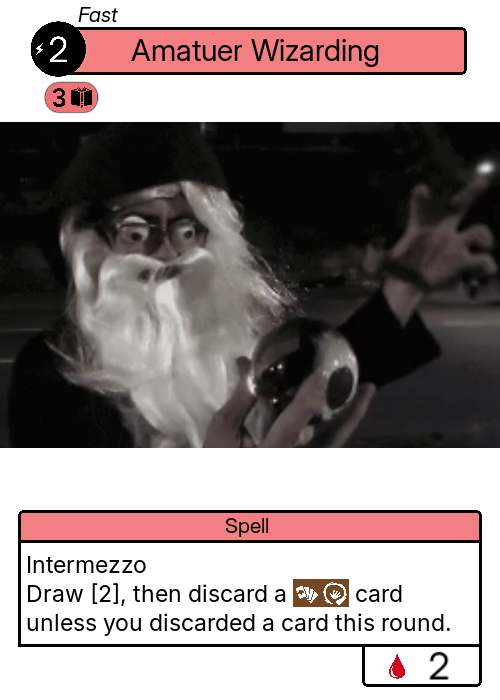 Fast
2 Amatuer Wizarding
3
Spell
Intermezzo
Draw [2], then discard a card
unless you discarded a card this round.
2